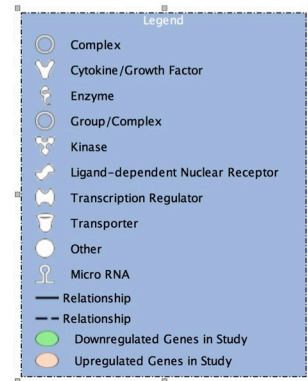 Legend
Complex
Cytokine/Growth Factor
Enzyme
Group/Complex
Kinase
Ligand-dependent Nuclear Receptor
Transcription Regulator
Transporter
Other
Micro RNA
Relationship
Relationship
Downregulated Genes in Study
Upregulated Genes in Study